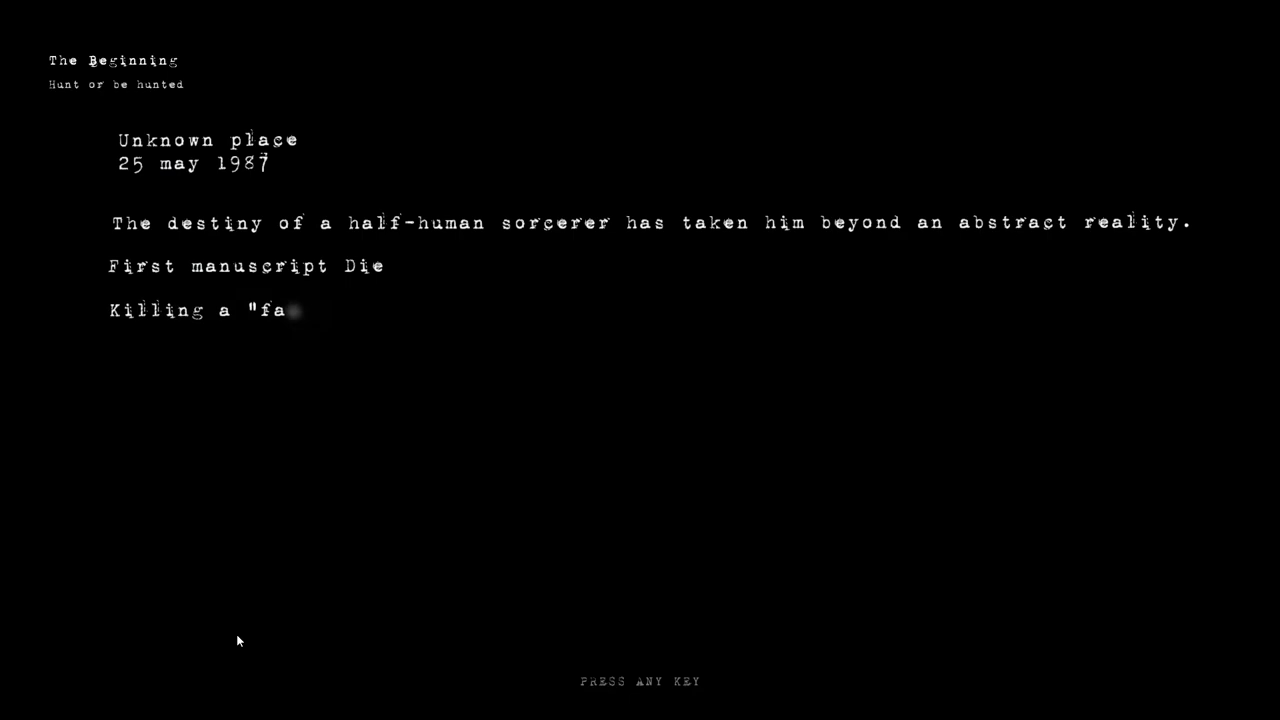 The Beginning
Hunt or be hunted
Unknown place
25 may 1987
The destiny of a half-human sorcerer has taken him beyond an abstract reality.
First manuscript Die
Killing a "fa
PRESS ANY KEY